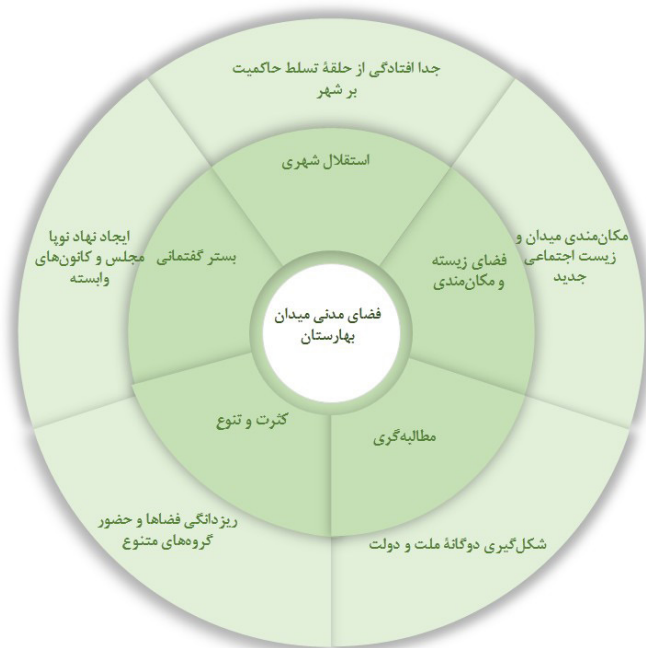 جدا افتادگی از حلقهٔ تسلط حاکمیت
بر شهر
استقلال شهری
مکان‌مندی میدان و
زیست اجتماعی
جدید
فضای زیسته
و مکان‌مندی
بستر گفتمانی
ایجاد نهاد نوپا
مجلس و کانون‌های
وابسته
فضای مدنی میدان
بهارستان
مطالبه‌گری
کثرت و تنوع
شکل‌گیری دوگانهٔ ملت و دولت
ریزدانگی فضاها و حضور
گروه‌های متنوع